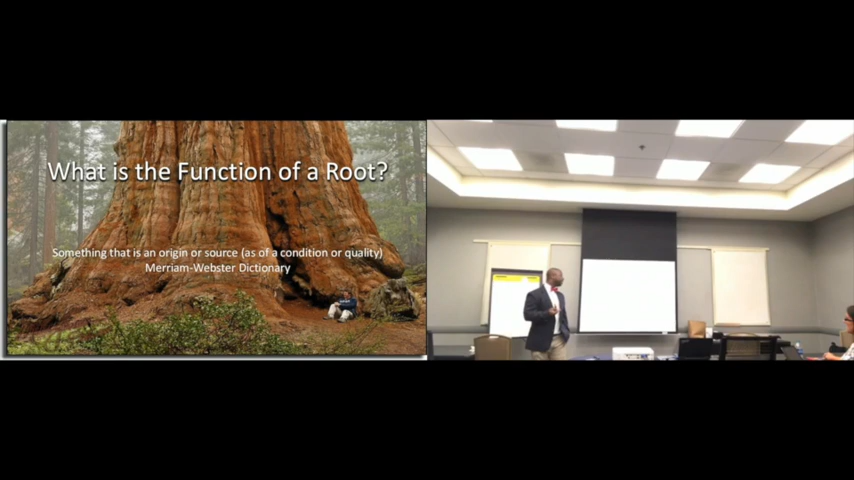 What is the Function of a Root?
Something that is an origin or source (as of a condition or quality)
Merriam-Webster Dictionary